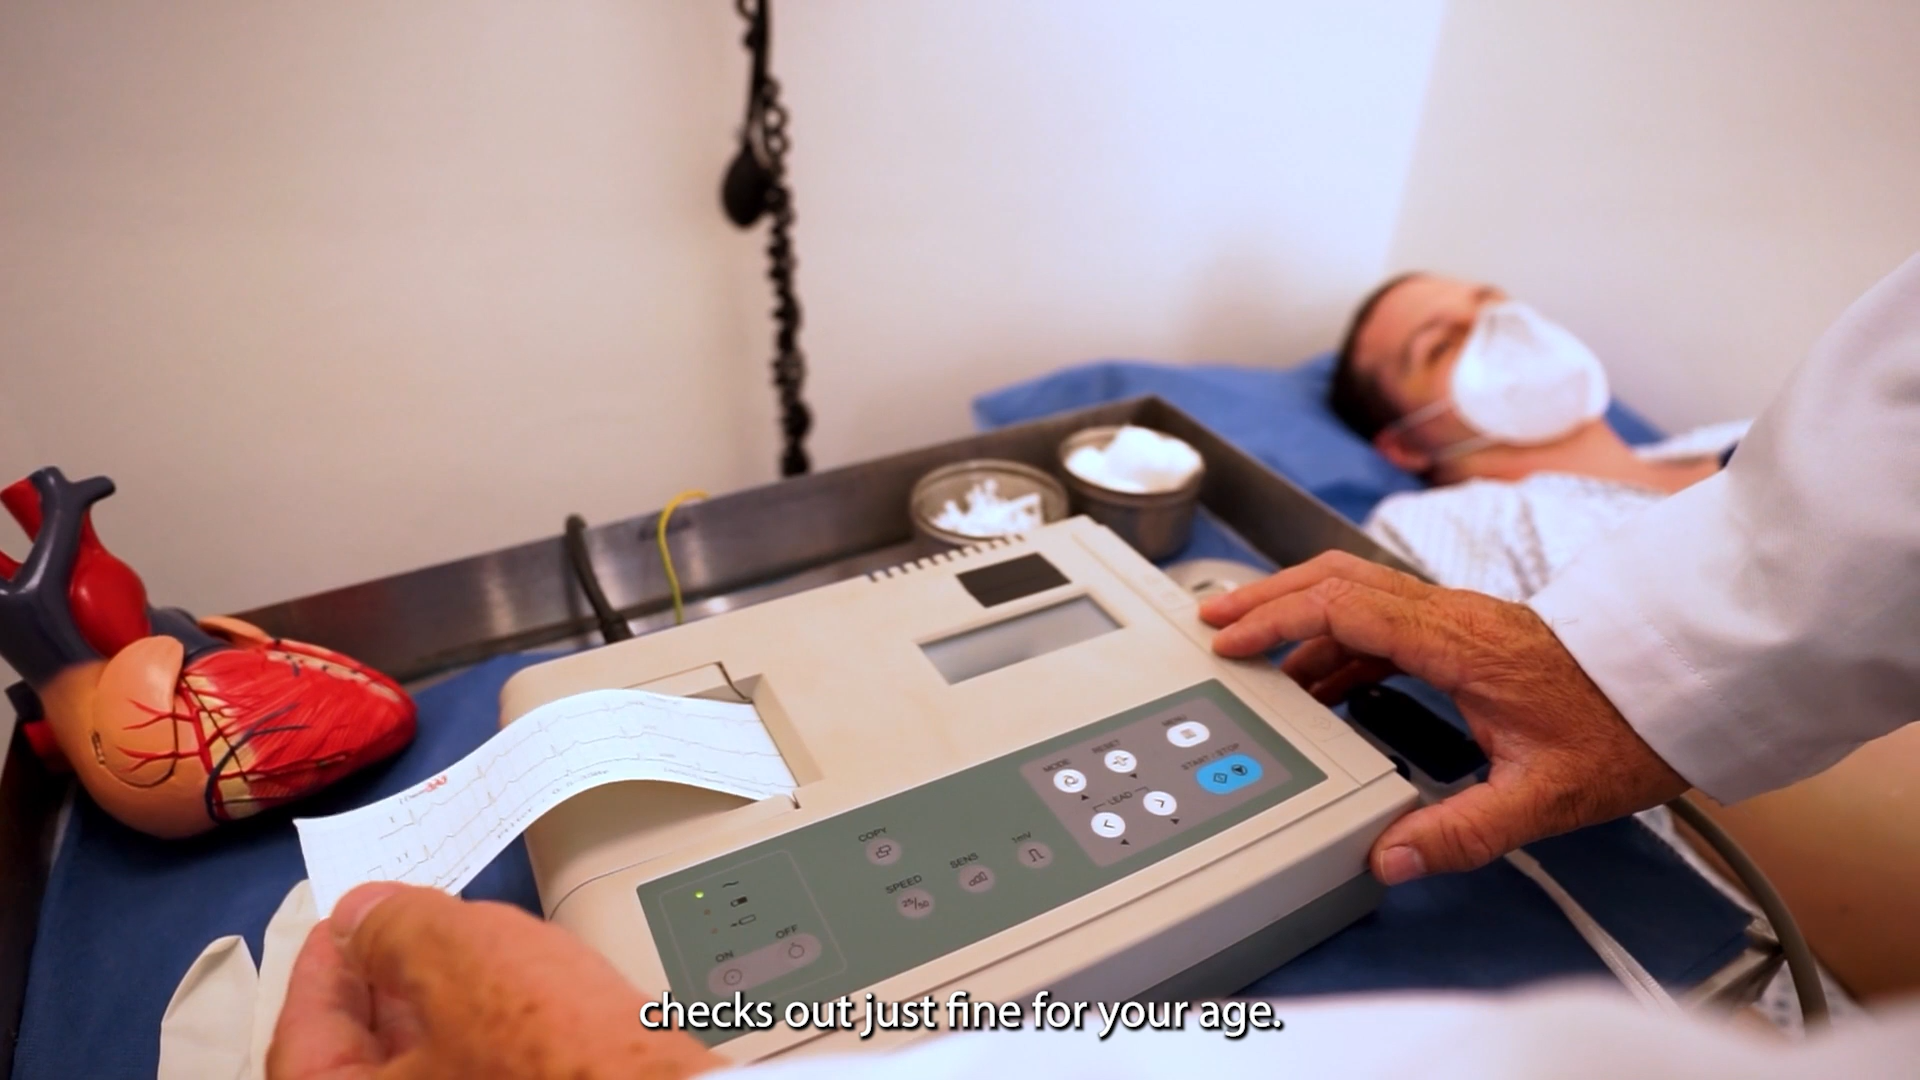 MENU
RESET
MODE
START / STOP
LEAD
COPY
1mV
SENS
SPEED
25/50
OFF
ON
I
II
checks out just fine for your age.